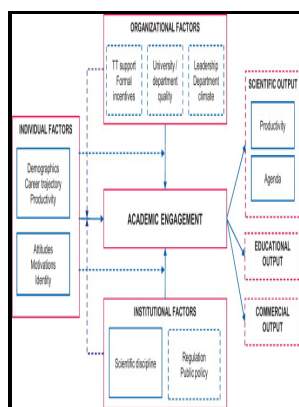 ORGANIZATIONAL FACTORS
TT support
Formal
incentives
University/
department
quality
Leadership
Department
climate
SCIENTIFIC OUTPUT
Productivity
Agenda
INDIVIDUAL FACTORS
Demographics
Career trajectory
Productivity
Attitudes
Motivations
Identity
ACADEMIC ENGAGEMENT
EDUCATIONAL
OUTPUT
COMMERCIAL
OUTPUT
INSTITUTIONAL FACTORS
Scientific discipline
Regulation
Public policy